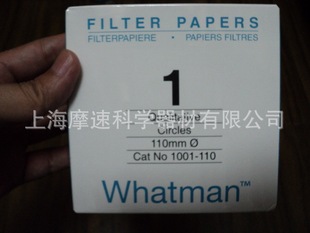 FILTER PAPERS
FILTERPAPIERE • PAPIERS FILTRES
1
上海摩速科学器材有限公司
Qualitative
Circles
110mm Ø
Cat No 1001-110
Whatman™